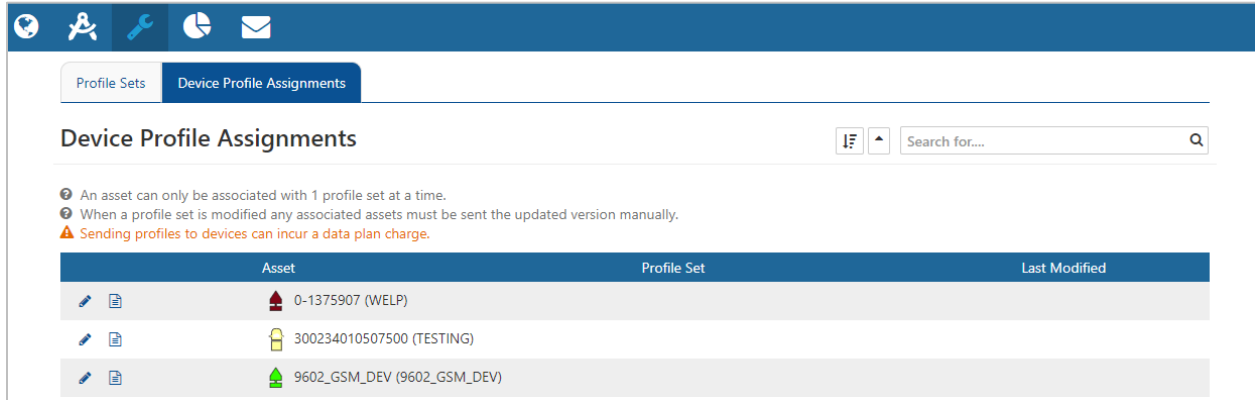 Profile Sets Device Profile Assignments
Device Profile Assignments Search for....
An asset can only be associated with 1 profile set at a time.
When a profile set is modified any associated assets must be sent the updated version manually.
Sending profiles to devices can incur a data plan charge.
Asset Profile Set Last Modified
0-1375907 (WELP)
300234010507500 (TESTING)
9602_GSM_DEV (9602_GSM_DEV)